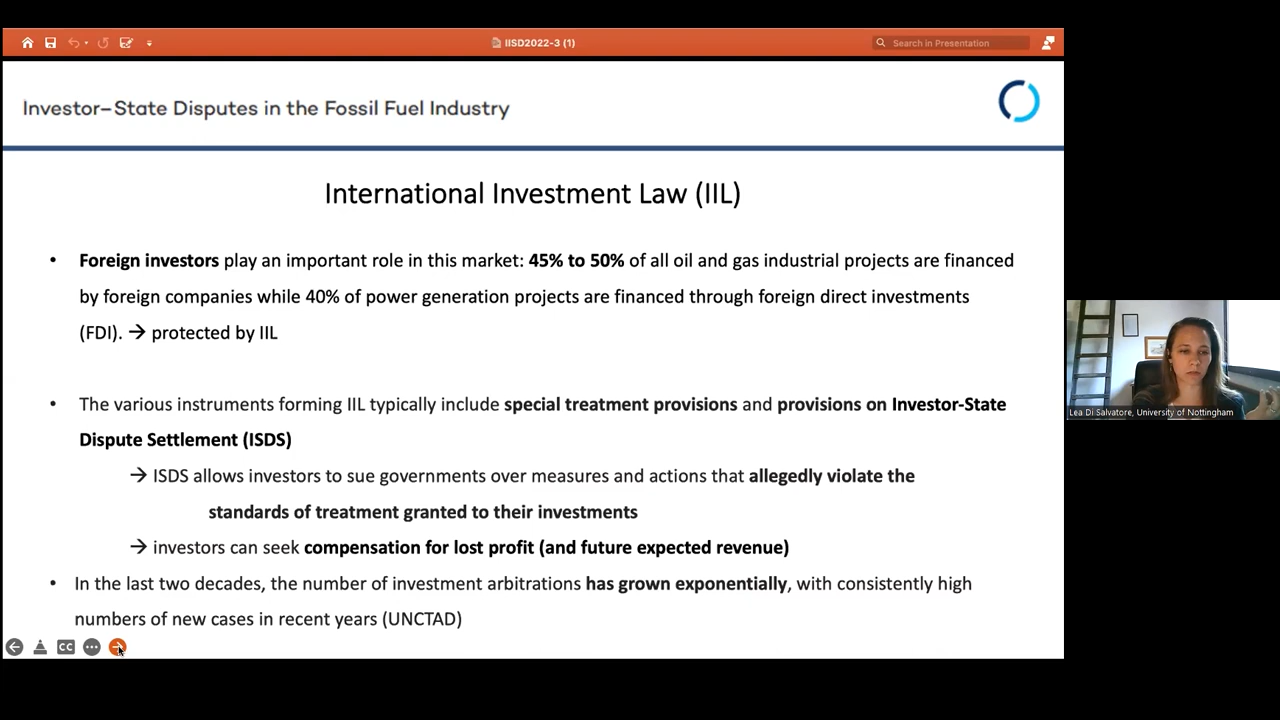 IISD2022-3 (1)
Search in Presentation
Investor–State Disputes in the Fossil Fuel Industry
International Investment Law (IIL)
• Foreign investors play an important role in this market: 45% to 50% of all oil and gas industrial projects are financed
by foreign companies while 40% of power generation projects are financed through foreign direct investments
(FDI). → protected by IIL
• The various instruments forming IIL typically include special treatment provisions and provisions on Investor-State
Dispute Settlement (ISDS)
→ ISDS allows investors to sue governments over measures and actions that allegedly violate the
standards of treatment granted to their investments
→ investors can seek compensation for lost profit (and future expected revenue)
• In the last two decades, the number of investment arbitrations has grown exponentially, with consistently high
numbers of new cases in recent years (UNCTAD)
CC
Lea Di Salvatore, University of Nottingham